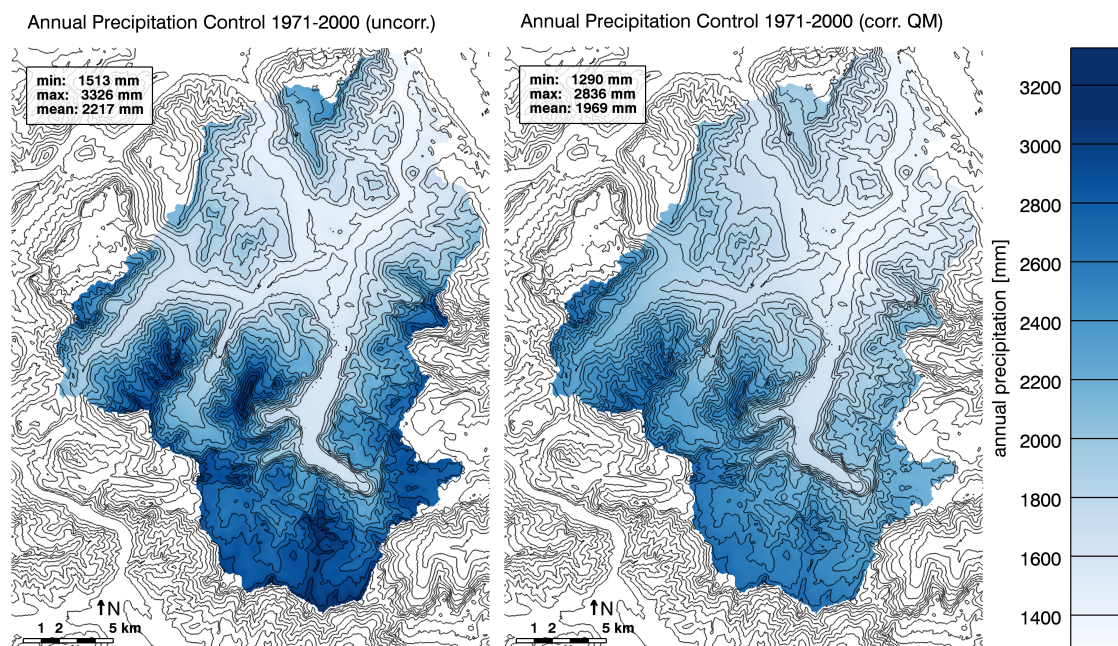 Annual Precipitation Control 1971-2000 (uncorr.)
min: 1513 mm
max: 3326 mm
mean: 2217 mm
N
1 2 5 km
Annual Precipitation Control 1971-2000 (corr. QM)
min: 1290 mm
max: 2836 mm
mean: 1969 mm
N
1 2 5 km
3200
3000
2800
2600
2400
2200
2000
1800
1600
1400
annual precipitation [mm]